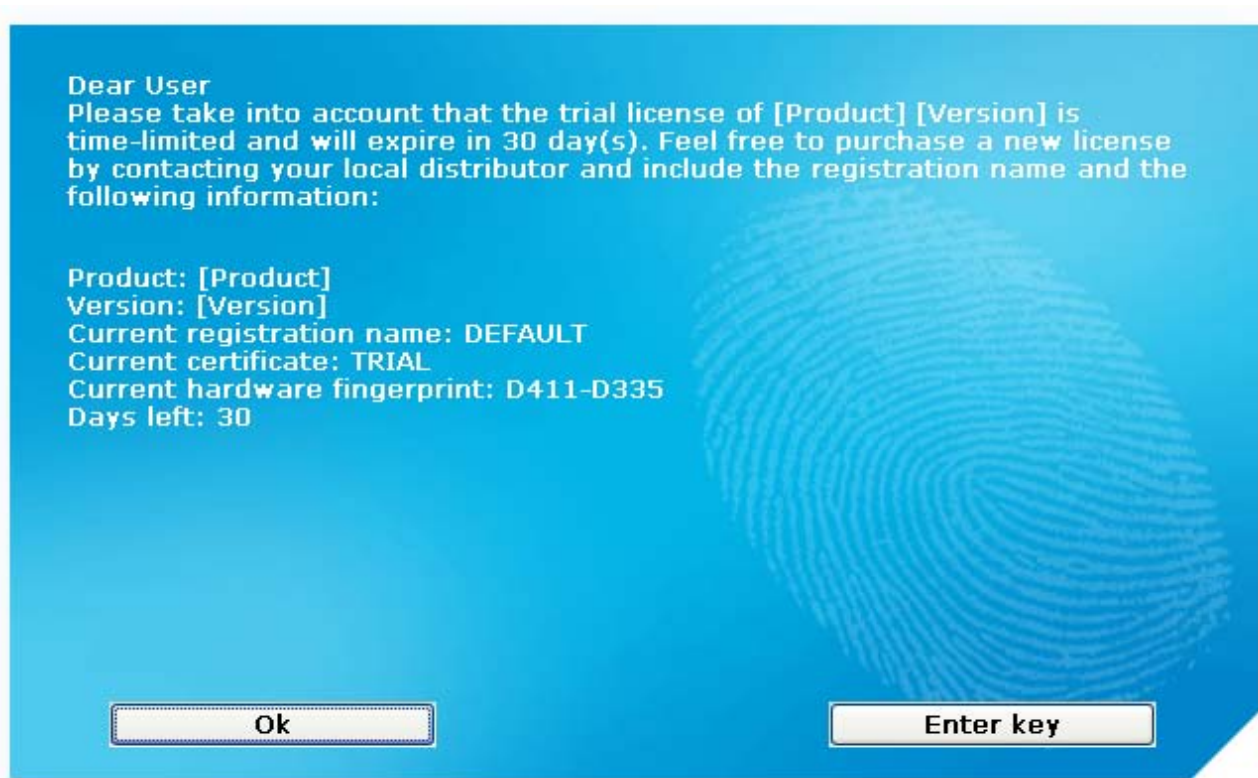 Dear User
Please take into account that the trial license of [Product] [Version] is
time-limited and will expire in 30 day(s). Feel free to purchase a new license
by contacting your local distributor and include the registration name and the
following information:
Product: [Product]
Version: [Version]
Current registration name: DEFAULT
Current certificate: TRIAL
Current hardware fingerprint: D411-D335
Days left: 30
Ok
Enter key